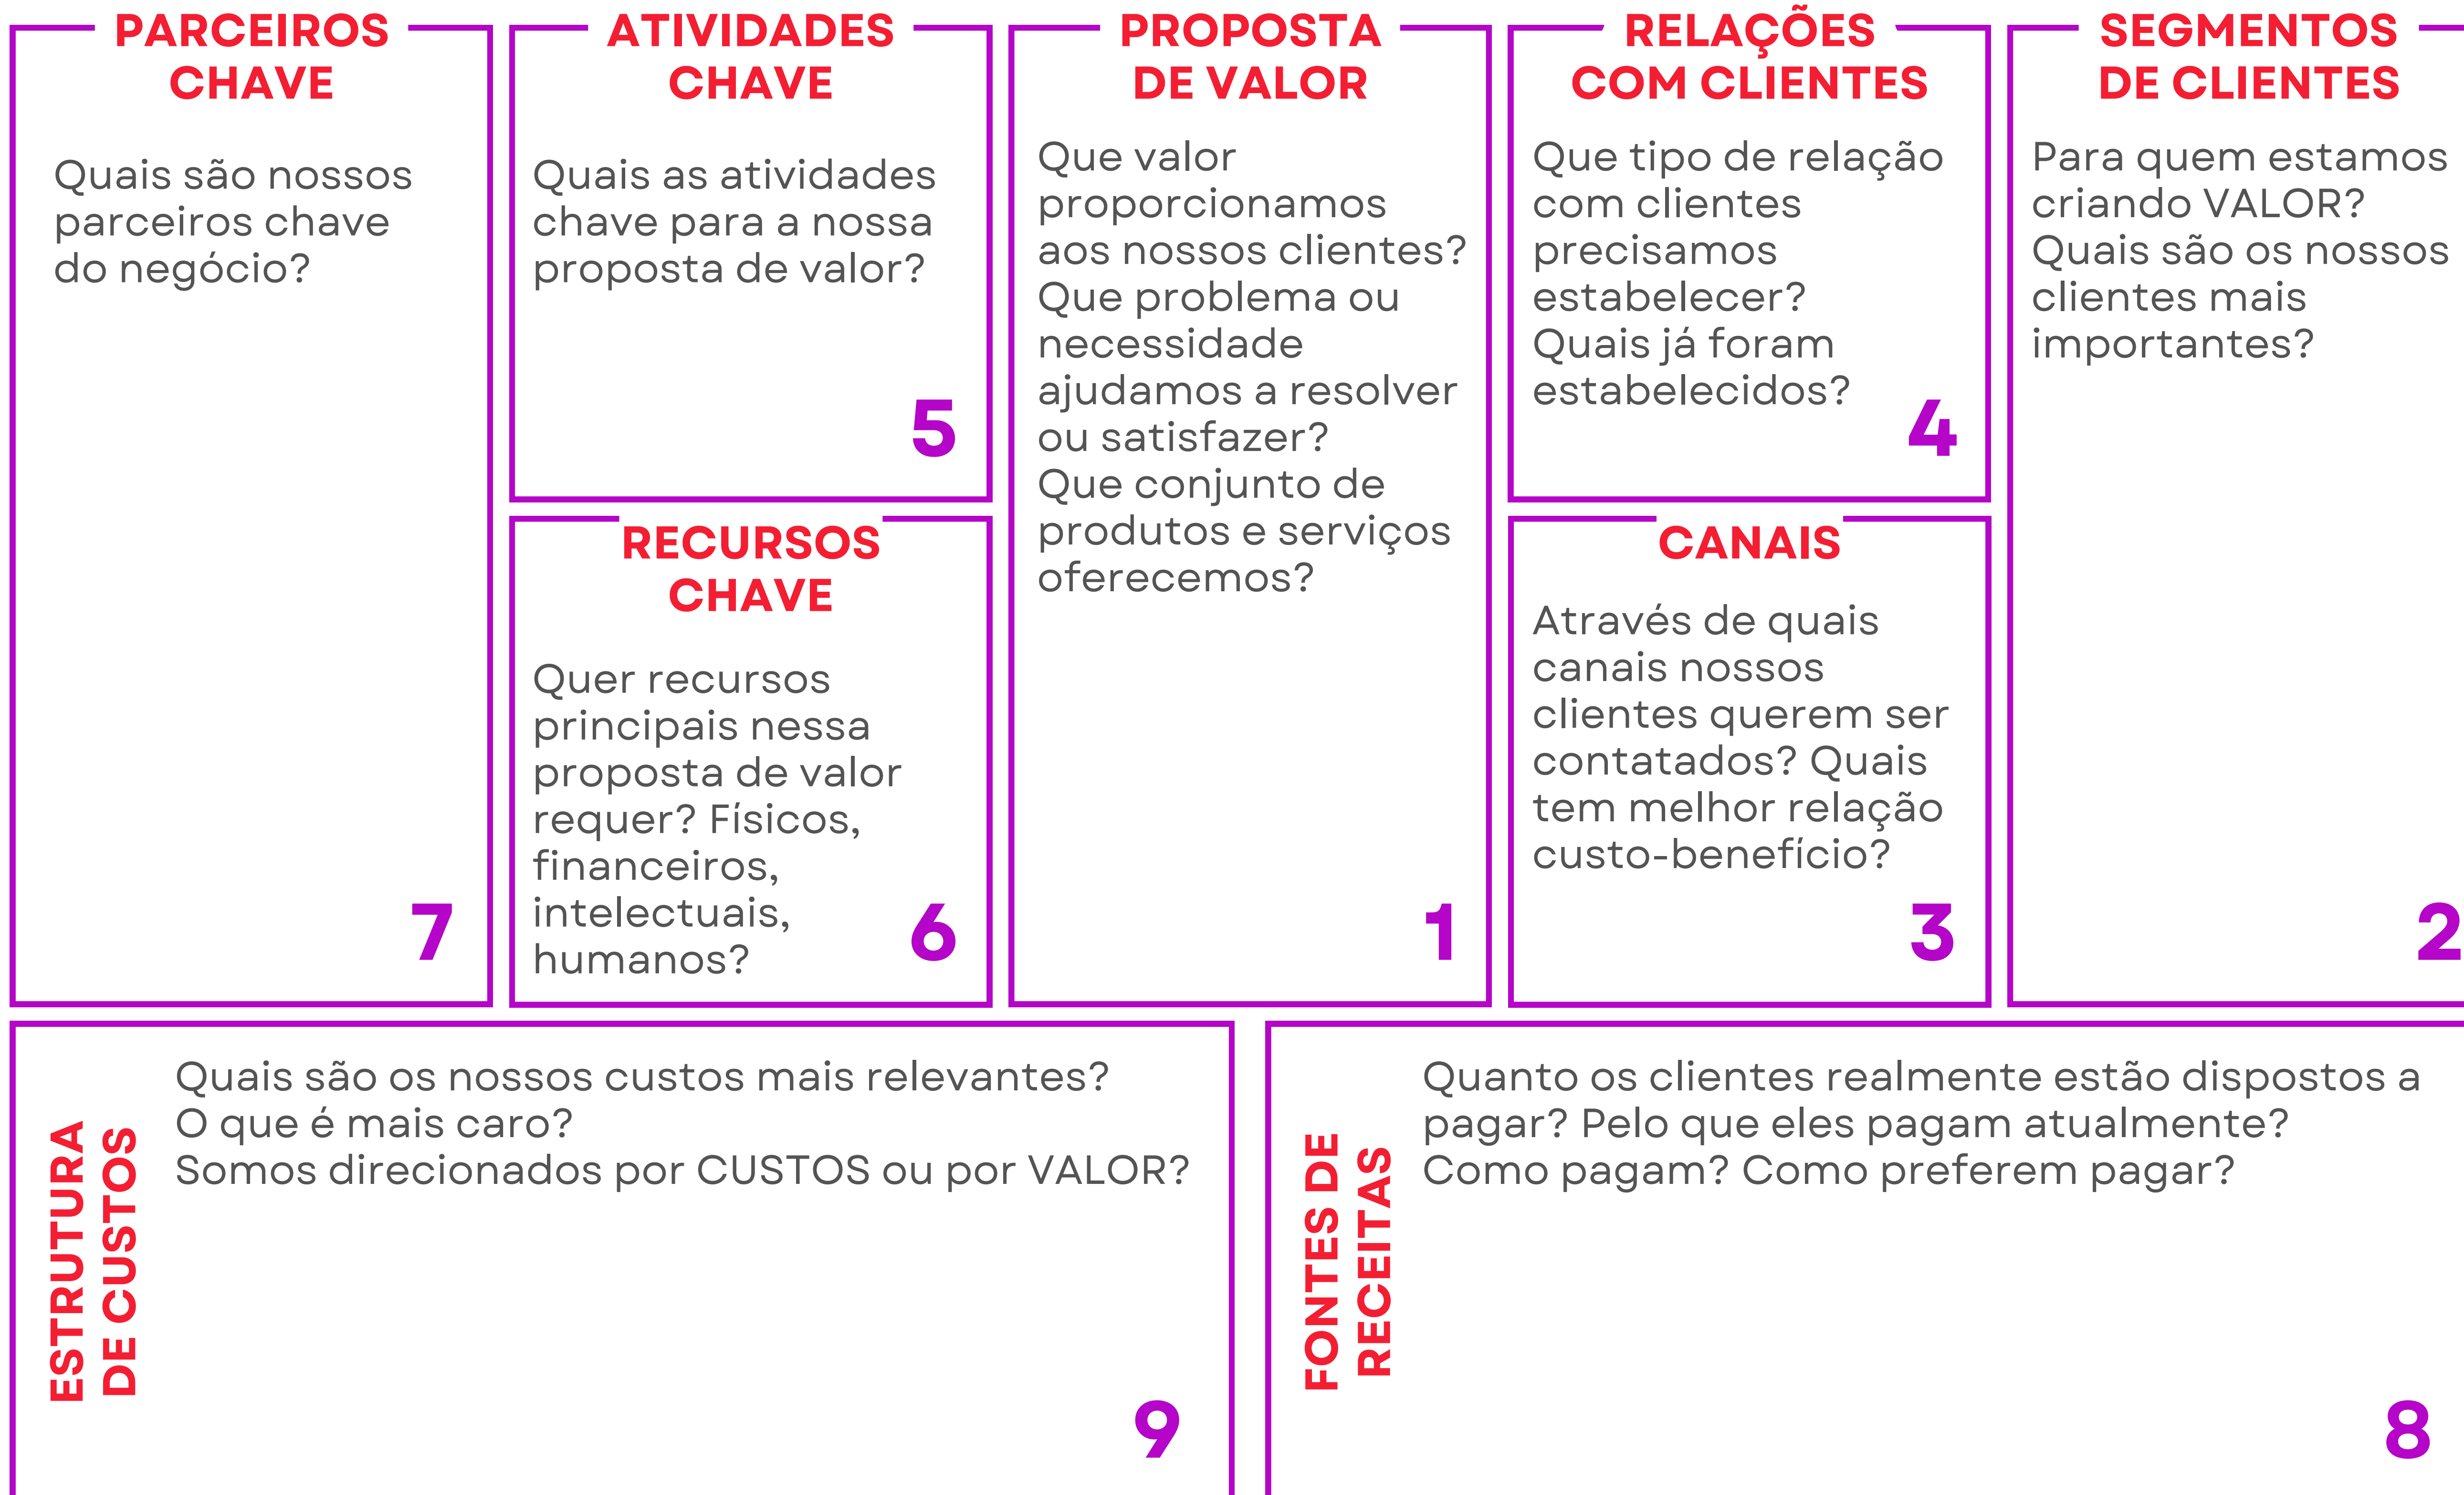 PARCEIROS
CHAVE
Quais são nossos
parceiros chave
do negócio?
7
ATIVIDADES
CHAVE
Quais as atividades
chave para a nossa
proposta de valor?
5
RECURSOS
CHAVE
Quer recursos
principais nessa
proposta de valor
requer? Físicos,
financeiros,
intelectuais,
humanos?
6
PROPOSTA
DE VALOR
Que valor
proporcionamos
aos nossos clientes?
Que problema ou
necessidade
ajudamos a resolver
ou satisfazer?
Que conjunto de
produtos e serviços
oferecemos?
1
RELAÇÕES
COM CLIENTES
Que tipo de relação
com clientes
precisamos
estabelecer?
Quais já foram
estabelecidos?
4
CANAIS
Através de quais
canais nossos
clientes querem ser
contatados? Quais
tem melhor relação
custo-benefício?
3
SEGMENTOS
DE CLIENTES
Para quem estamos
criando VALOR?
Quais são os nossos
clientes mais
importantes?
2
ESTRUTURA
DE CUSTOS
Quais são os nossos custos mais relevantes?
O que é mais caro?
Somos direcionados por CUSTOS ou por VALOR?
9
FONTES DE
RECEITAS
Quanto os clientes realmente estão dispostos a
pagar? Pelo que eles pagam atualmente?
Como pagam? Como preferem pagar?
8